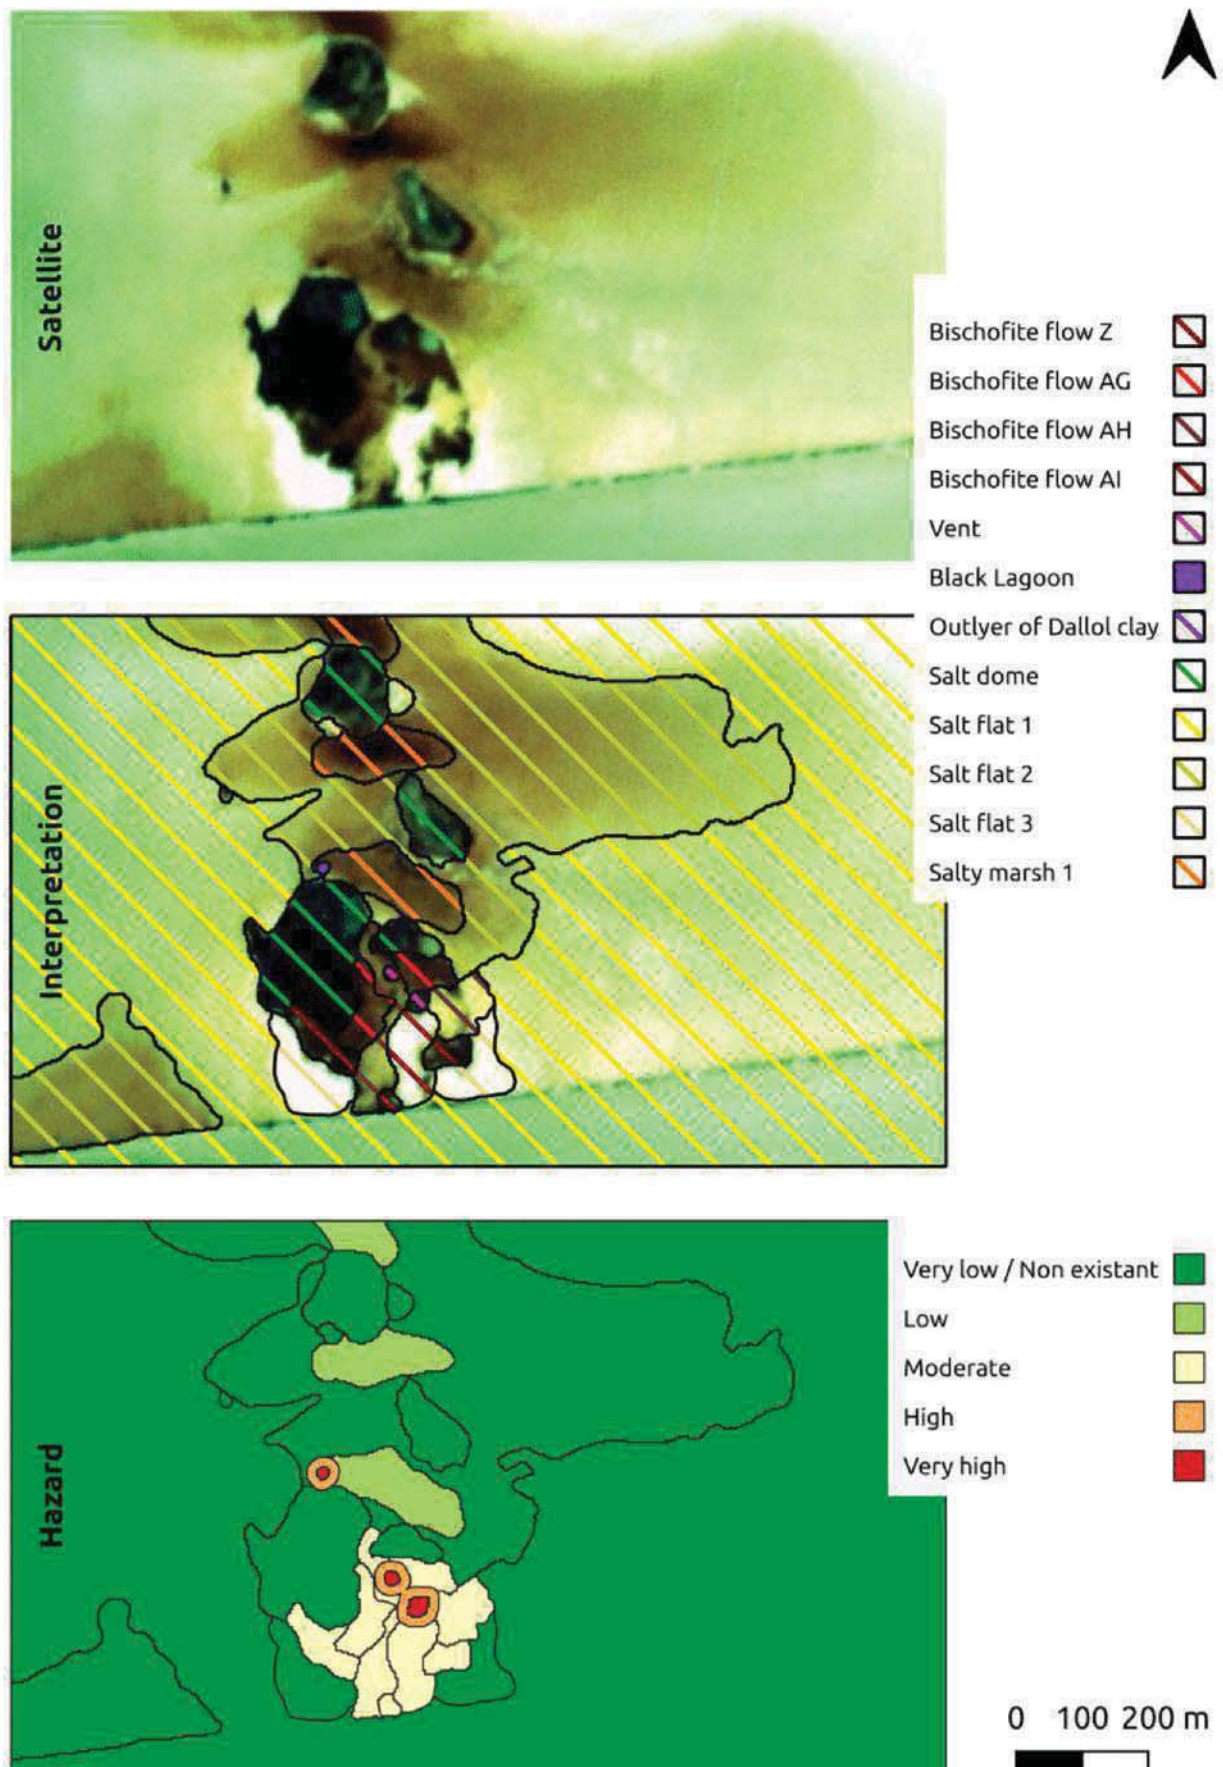 Satellite
Bischofite flow Z
Bischofite flow AG
Bischofite flow AH
Bischofite flow AI
Vent
Black Lagoon
Outlyer of Dallol clay
Salt dome
Salt flat 1
Salt flat 2
Salt flat 3
Salty marsh 1
Interpretation
Very low / Non existant
Low
Moderate
High
Very high
Hazard
0 100 200 m